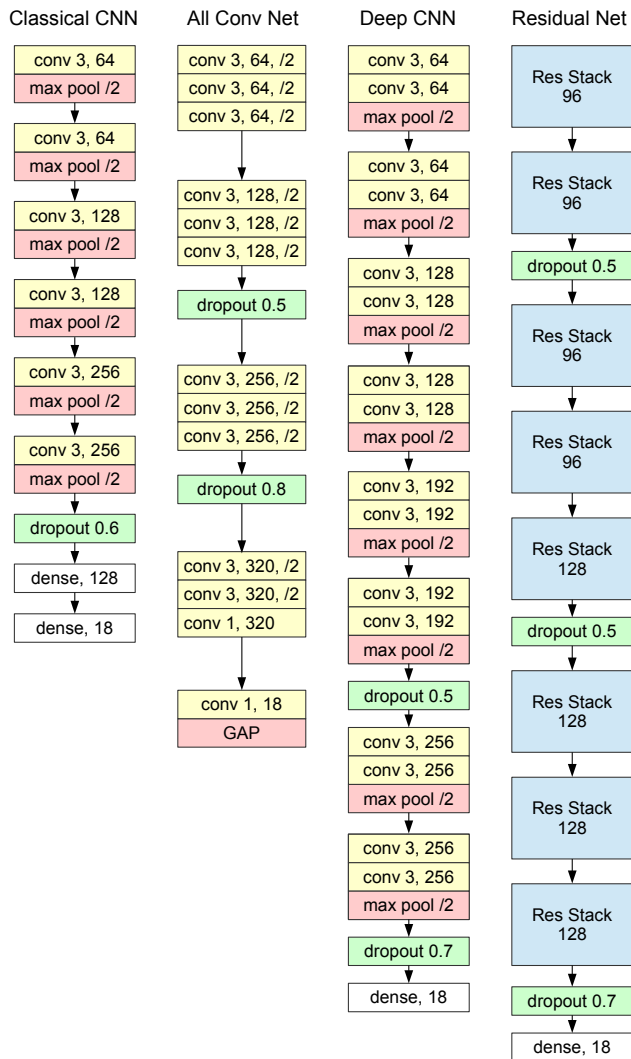 Classical CNN
conv 3, 64
max pool /2
conv 3, 64
max pool /2
conv 3, 128
max pool /2
conv 3, 128
max pool /2
conv 3, 256
max pool /2
conv 3, 256
max pool /2
dropout 0.6
dense, 128
dense, 18
All Conv Net
conv 3, 64, /2
conv 3, 64, /2
conv 3, 64, /2
conv 3, 128, /2
conv 3, 128, /2
conv 3, 128, /2
dropout 0.5
conv 3, 256, /2
conv 3, 256, /2
conv 3, 256, /2
dropout 0.8
conv 3, 320, /2
conv 3, 320, /2
conv 1, 320
conv 1, 18
GAP
Deep CNN
conv 3, 64
conv 3, 64
max pool /2
conv 3, 64
conv 3, 64
max pool /2
conv 3, 128
conv 3, 128
max pool /2
conv 3, 128
conv 3, 128
max pool /2
conv 3, 192
conv 3, 192
max pool /2
conv 3, 192
conv 3, 192
max pool /2
dropout 0.5
conv 3, 256
conv 3, 256
max pool /2
conv 3, 256
conv 3, 256
max pool /2
dropout 0.7
dense, 18
Residual Net
Res Stack
96
Res Stack
96
dropout 0.5
Res Stack
96
Res Stack
96
Res Stack
128
dropout 0.5
Res Stack
128
Res Stack
128
Res Stack
128
dropout 0.7
dense, 18